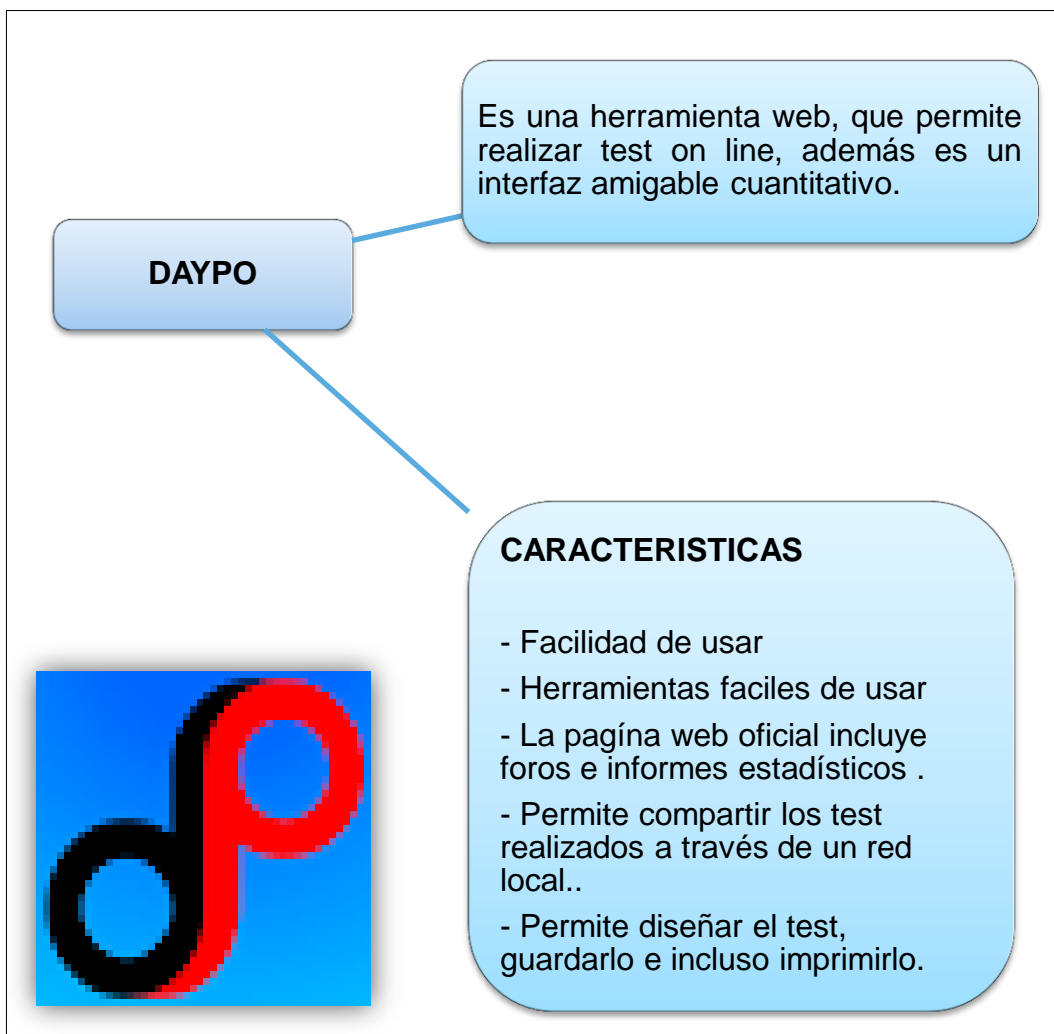 Es una herramienta web, que permite
realizar test on line, además es un
interfaz amigable cuantitativo.
DAYPO
CARACTERISTICAS
- Facilidad de usar
- Herramientas faciles de usar
- La pagína web oficial incluye
foros e informes estadísticos .
- Permite compartir los test
realizados a través de un red
local..
- Permite diseñar el test,
guardarlo e incluso imprimirlo.